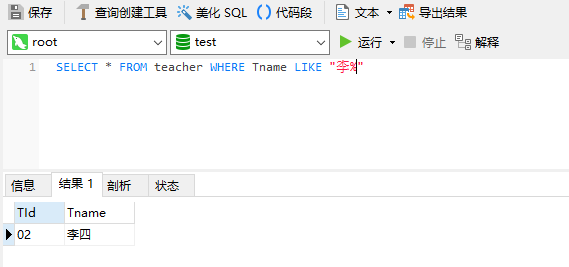 保存 查询创建工具 美化 SQL 代码段 文本 导出结果
root test 运行 停止 解释
1 SELECT * FROM teacher WHERE Tname LIKE "李%"
信息 结果 1 剖析 状态
TId Tname
02 李四